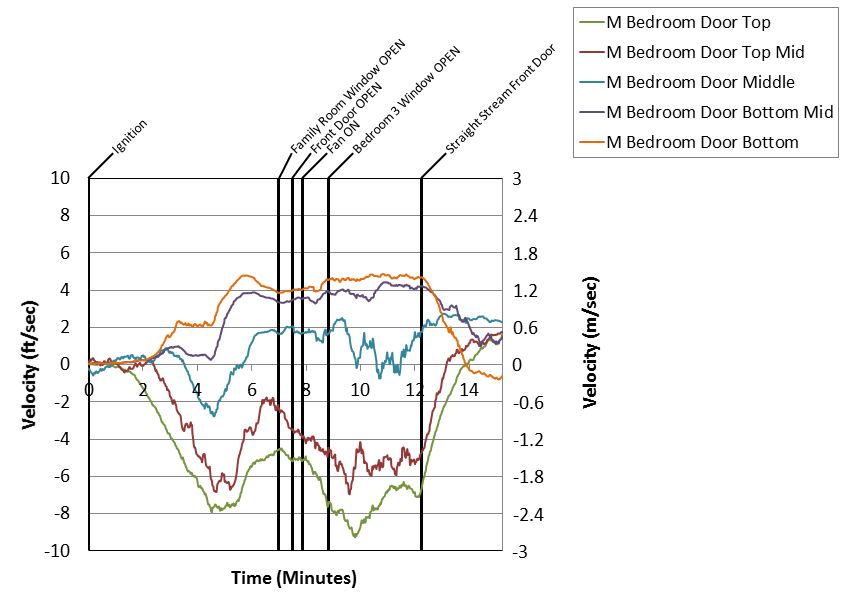 M Bedroom Door Top
M Bedroom Door Top Mid
M Bedroom Door Middle
M Bedroom Door Bottom Mid
M Bedroom Door Bottom
Ignition
Family Room Window OPEN
Front Door OPEN
Fan ON
Bedroom 3 Window OPEN
Straight Stream Front Door
Velocity (ft/sec)
10
8
6
4
2
0
-2
-4
-6
-8
-10
0 2 4 6 8 10 12 14
Time (Minutes)
3
2.4
1.8
1.2
0.6
0
-0.6
-1.2
-1.8
-2.4
-3
Velocity (m/sec)